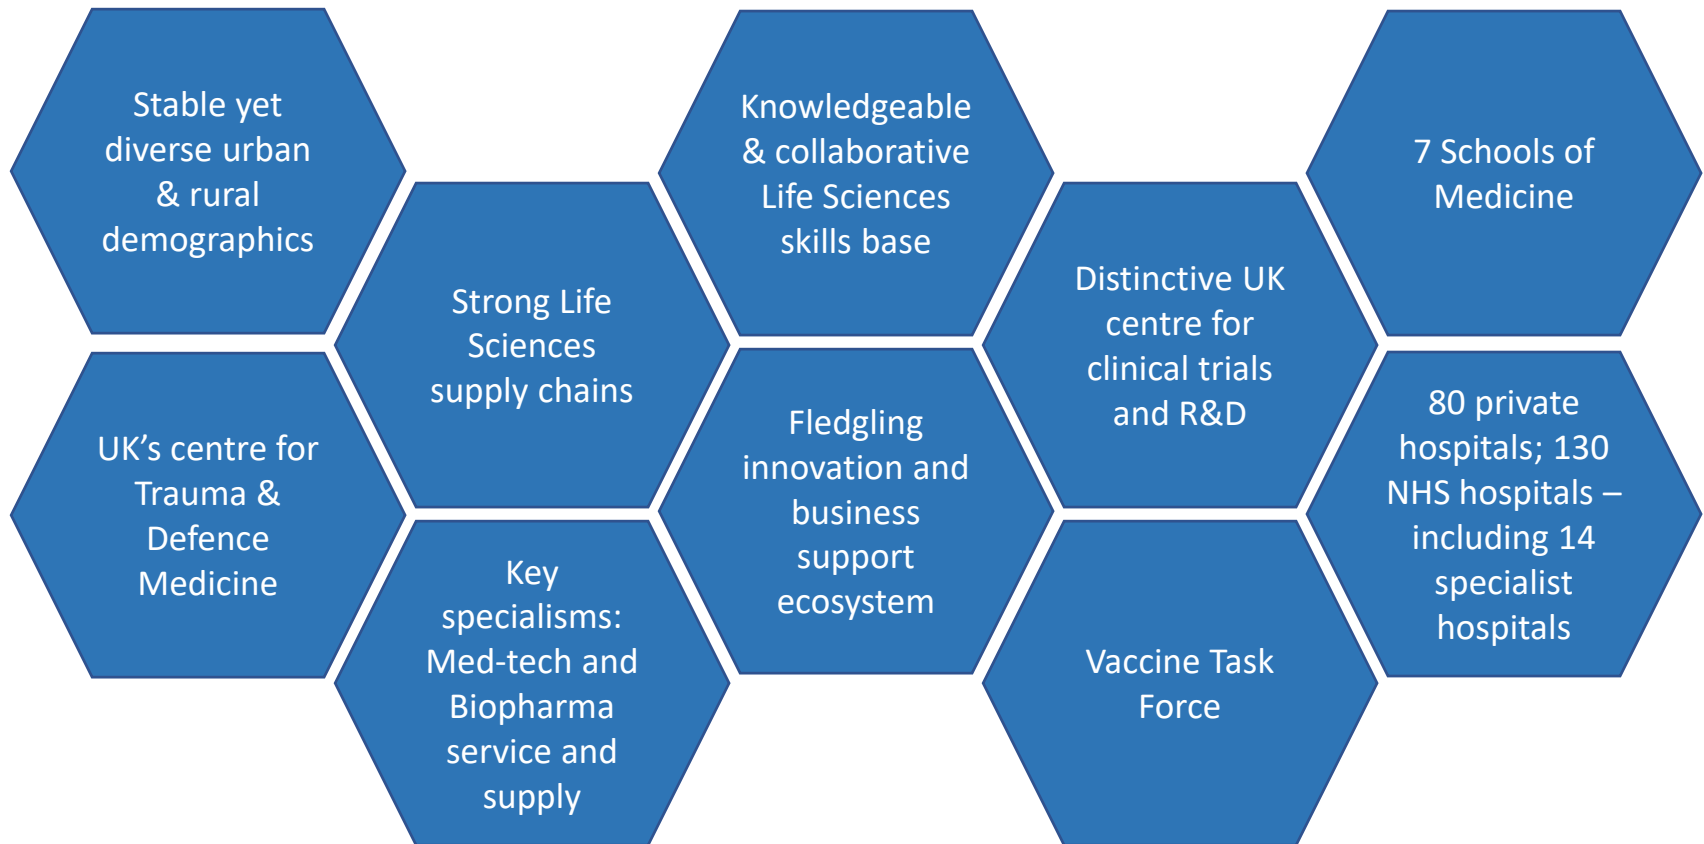 Stable yet
diverse urban
& rural
demographics
UK’s centre for
Trauma &
Defence
Medicine
Strong Life
Sciences
supply chains
Key
specialisms:
Med-tech and
Biopharma
service and
supply
Knowledgeable
& collaborative
Life Sciences
skills base
Fledgling
innovation and
business
support
ecosystem
Distinctive UK
centre for
clinical trials
and R&D
Vaccine Task
Force
7 Schools of
Medicine
80 private
hospitals; 130
NHS hospitals –
including 14
specialist
hospitals